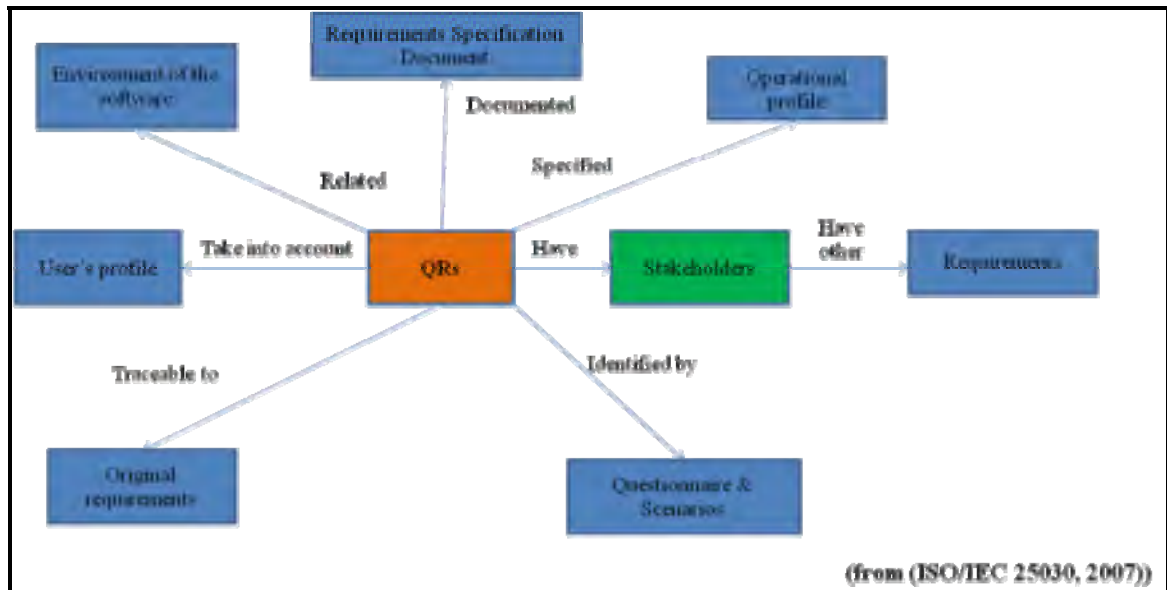 Requirements Specification
Document
Environment of the
software
Operational
profile
Documented
Specified
Related
Take into account
Have
Have
other
User's profile
QRs
Stakeholders
Requirements
Traceable to
Identified by
Original
requirements
Questionnaire &
Scenarios
(from (ISO/IEC 25030, 2007))